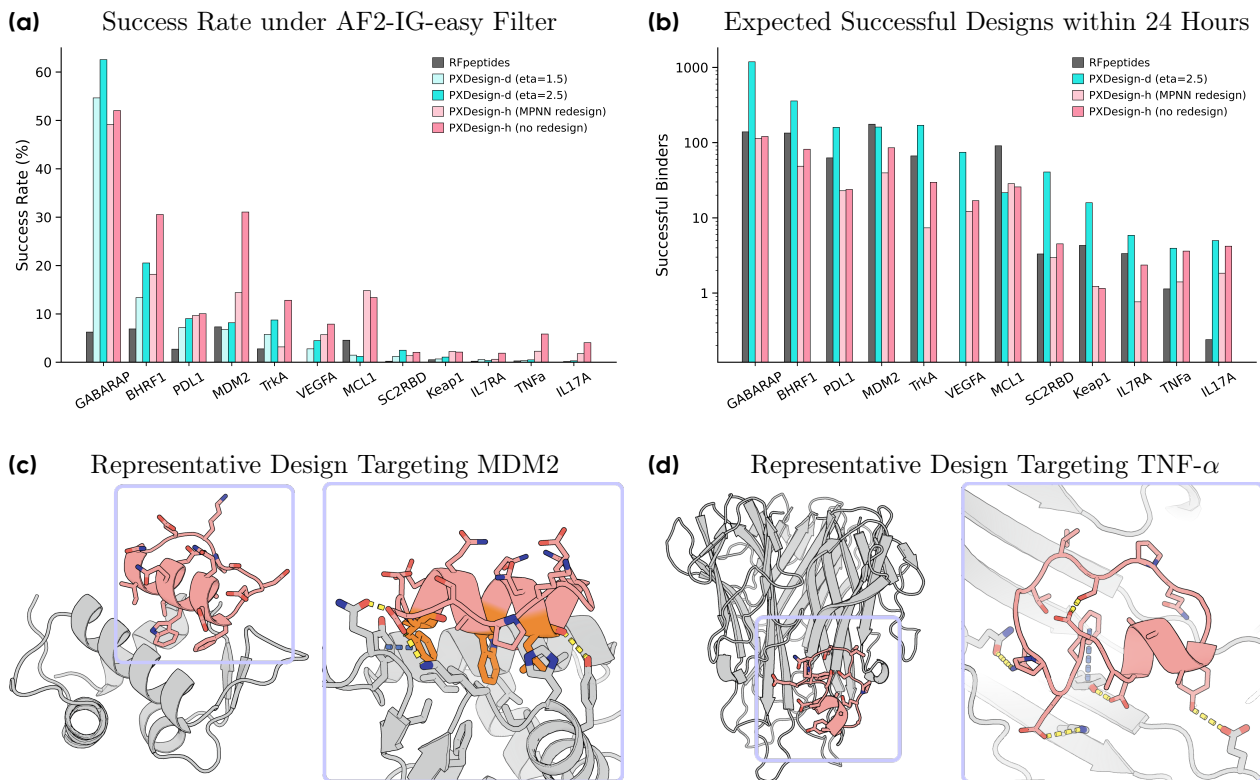 (a) Success Rate under AF2-IG-easy Filter
Success Rate (%)
60
50
40
30
20
10
0
RFpeptides
PXDesign-d (eta=1.5)
PXDesign-d (eta=2.5)
PXDesign-h (MPNN redesign)
PXDesign-h (no redesign)
GABARAP
BHRF1
PDL1
MDM2
TrkA
VEGFA
MCL1
SC2RBD
Keap1
IL7RA
TNFa
IL17A
(b) Expected Successful Designs within 24 Hours
Successful Binders
1000
100
10
1
RFpeptides
PXDesign-d (eta=2.5)
PXDesign-h (MPNN redesign)
PXDesign-h (no redesign)
GABARAP
BHRF1
PDL1
MDM2
TrkA
VEGFA
MCL1
SC2RBD
Keap1
IL7RA
TNFa
IL17A
(c) Representative Design Targeting MDM2
(d) Representative Design Targeting TNF-α